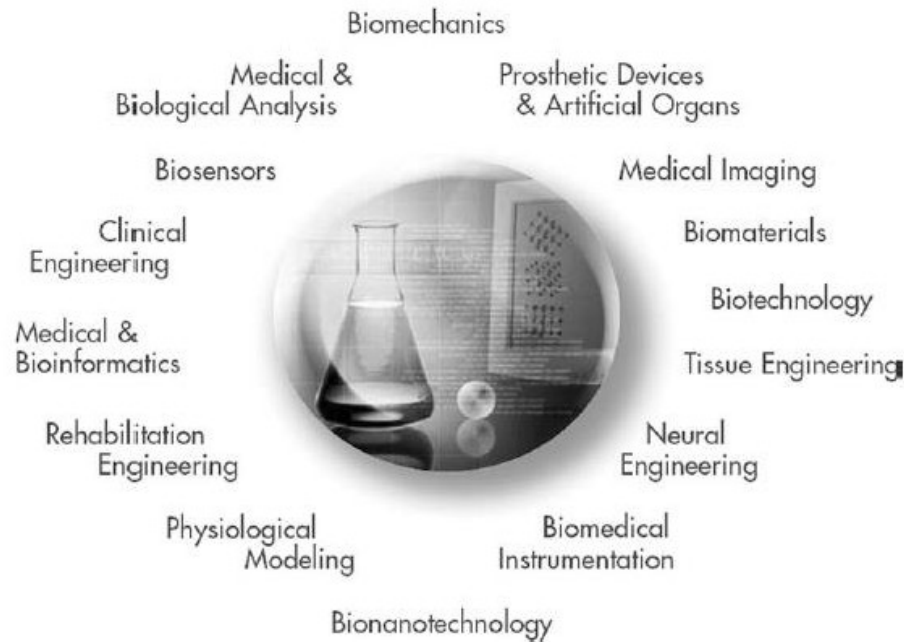 Biomechanics
Medical &
Biological Analysis
Prosthetic Devices
& Artificial Organs
Biosensors
Medical Imaging
Clinical
Engineering
Biomaterials
Biotechnology
Medical &
Bioinformatics
Tissue Engineering
Rehabilitation
Engineering
Neural
Engineering
Physiological
Modeling
Biomedical
Instrumentation
Bionanotechnology